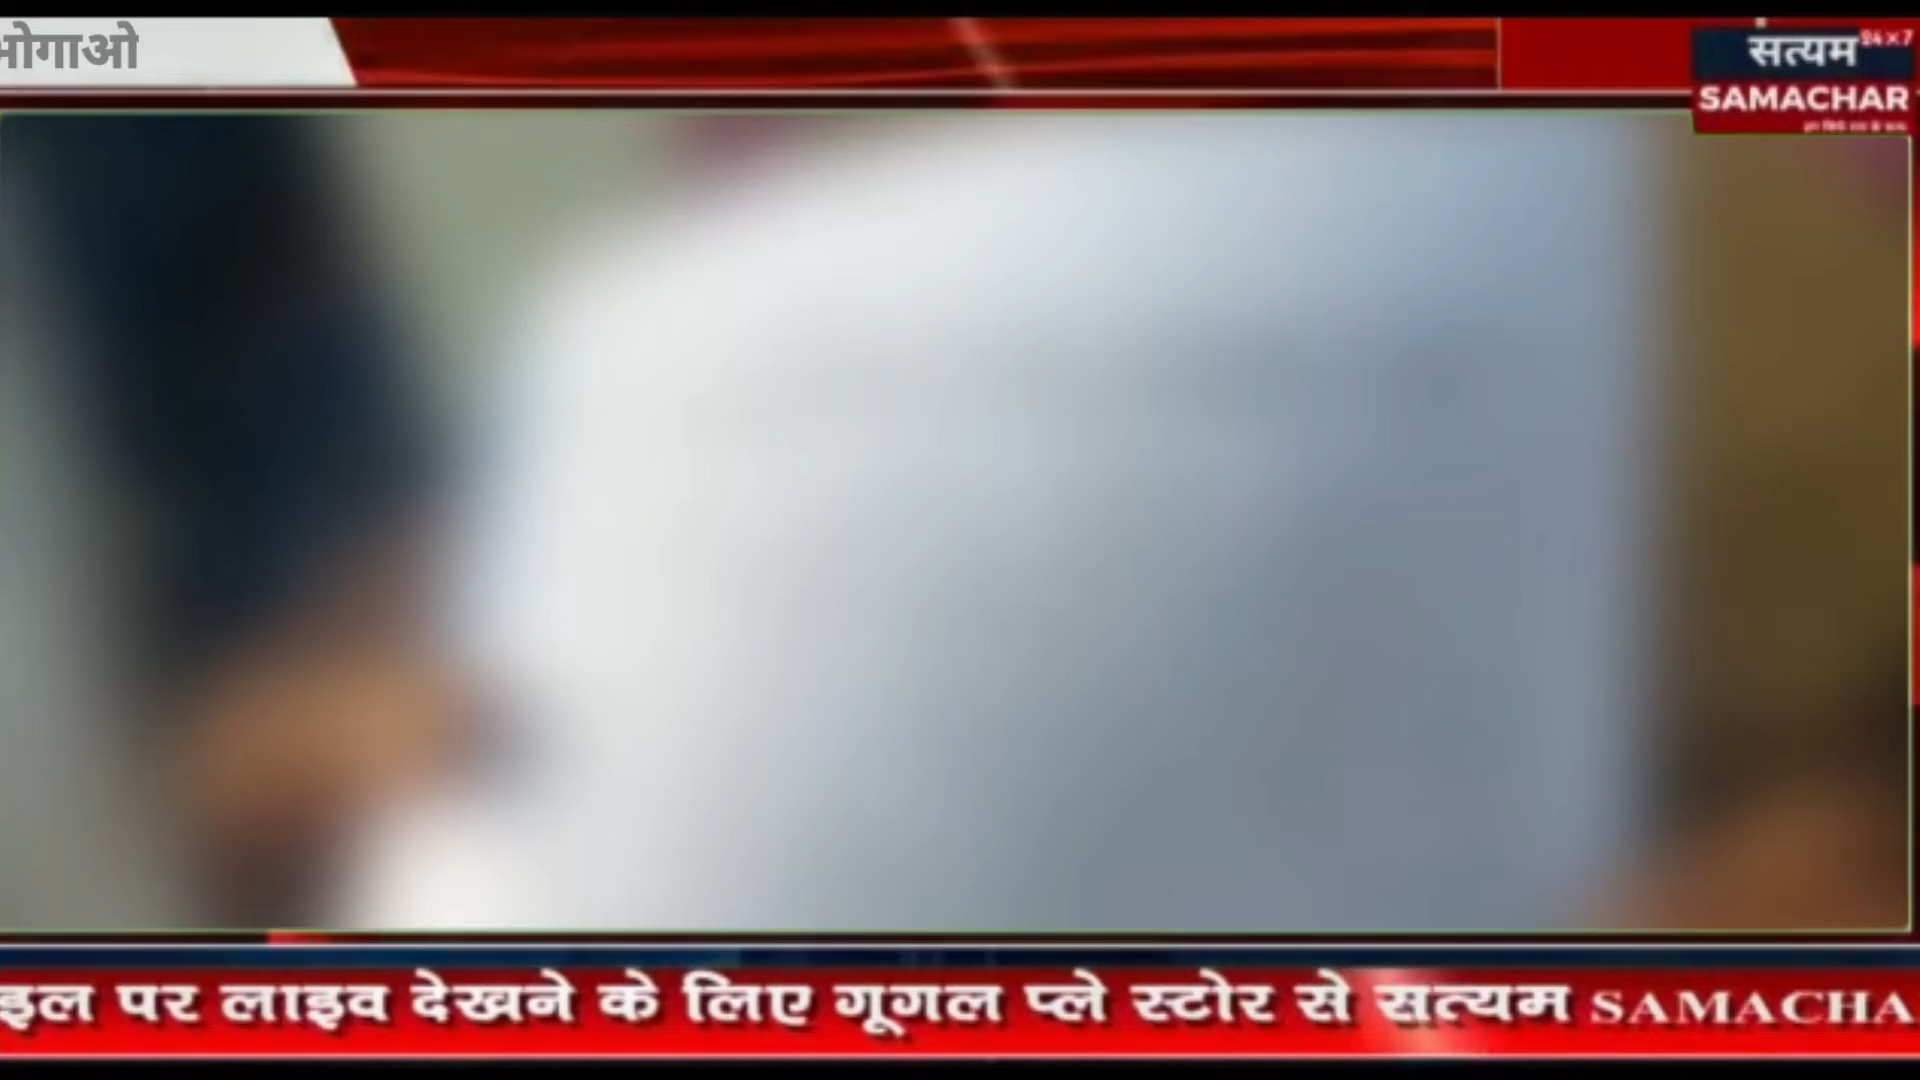 भोगाओ
सत्यम 24×7
SAMACHAR
इल पर लाइव देखने के लिए गूगल प्ले स्टोर से सत्यम SAMACHA